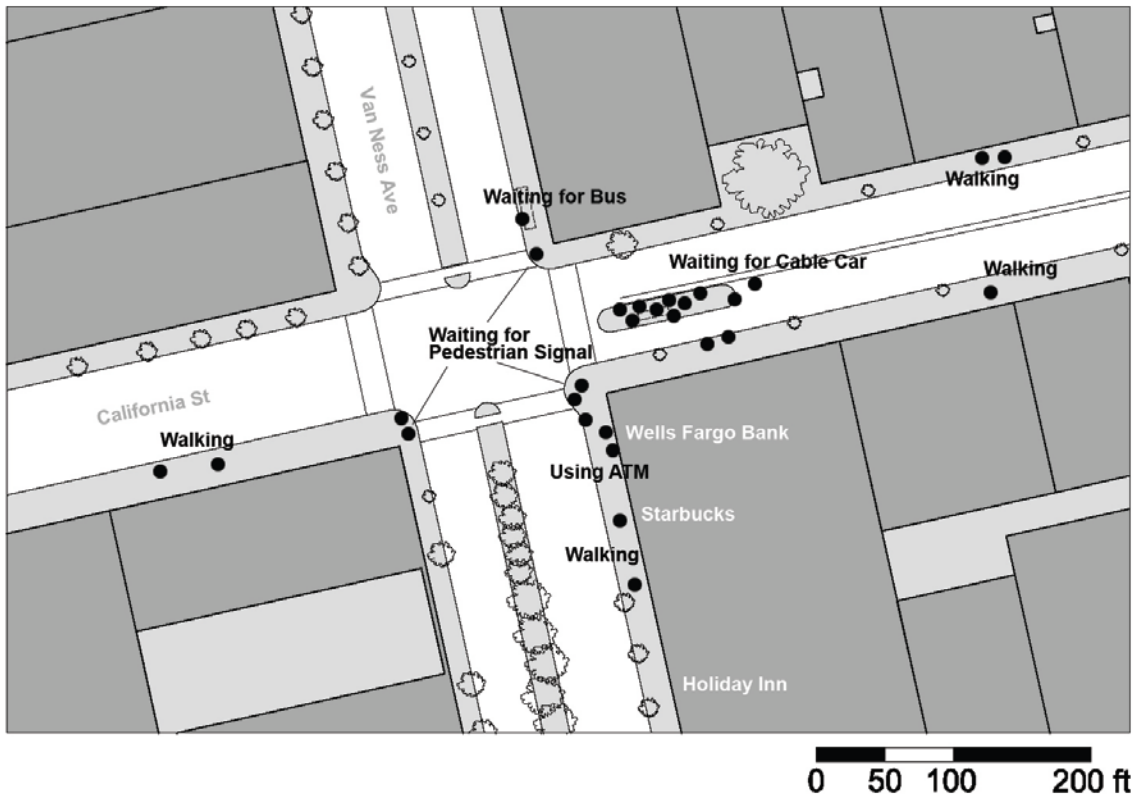 Van Ness Ave
Waiting for Bus
Walking
Waiting for Cable Car
Walking
Waiting for
Pedestrian Signal
California St
Walking
Wells Fargo Bank
Using ATM
Starbucks
Walking
Holiday Inn
0 50 100 200 ft